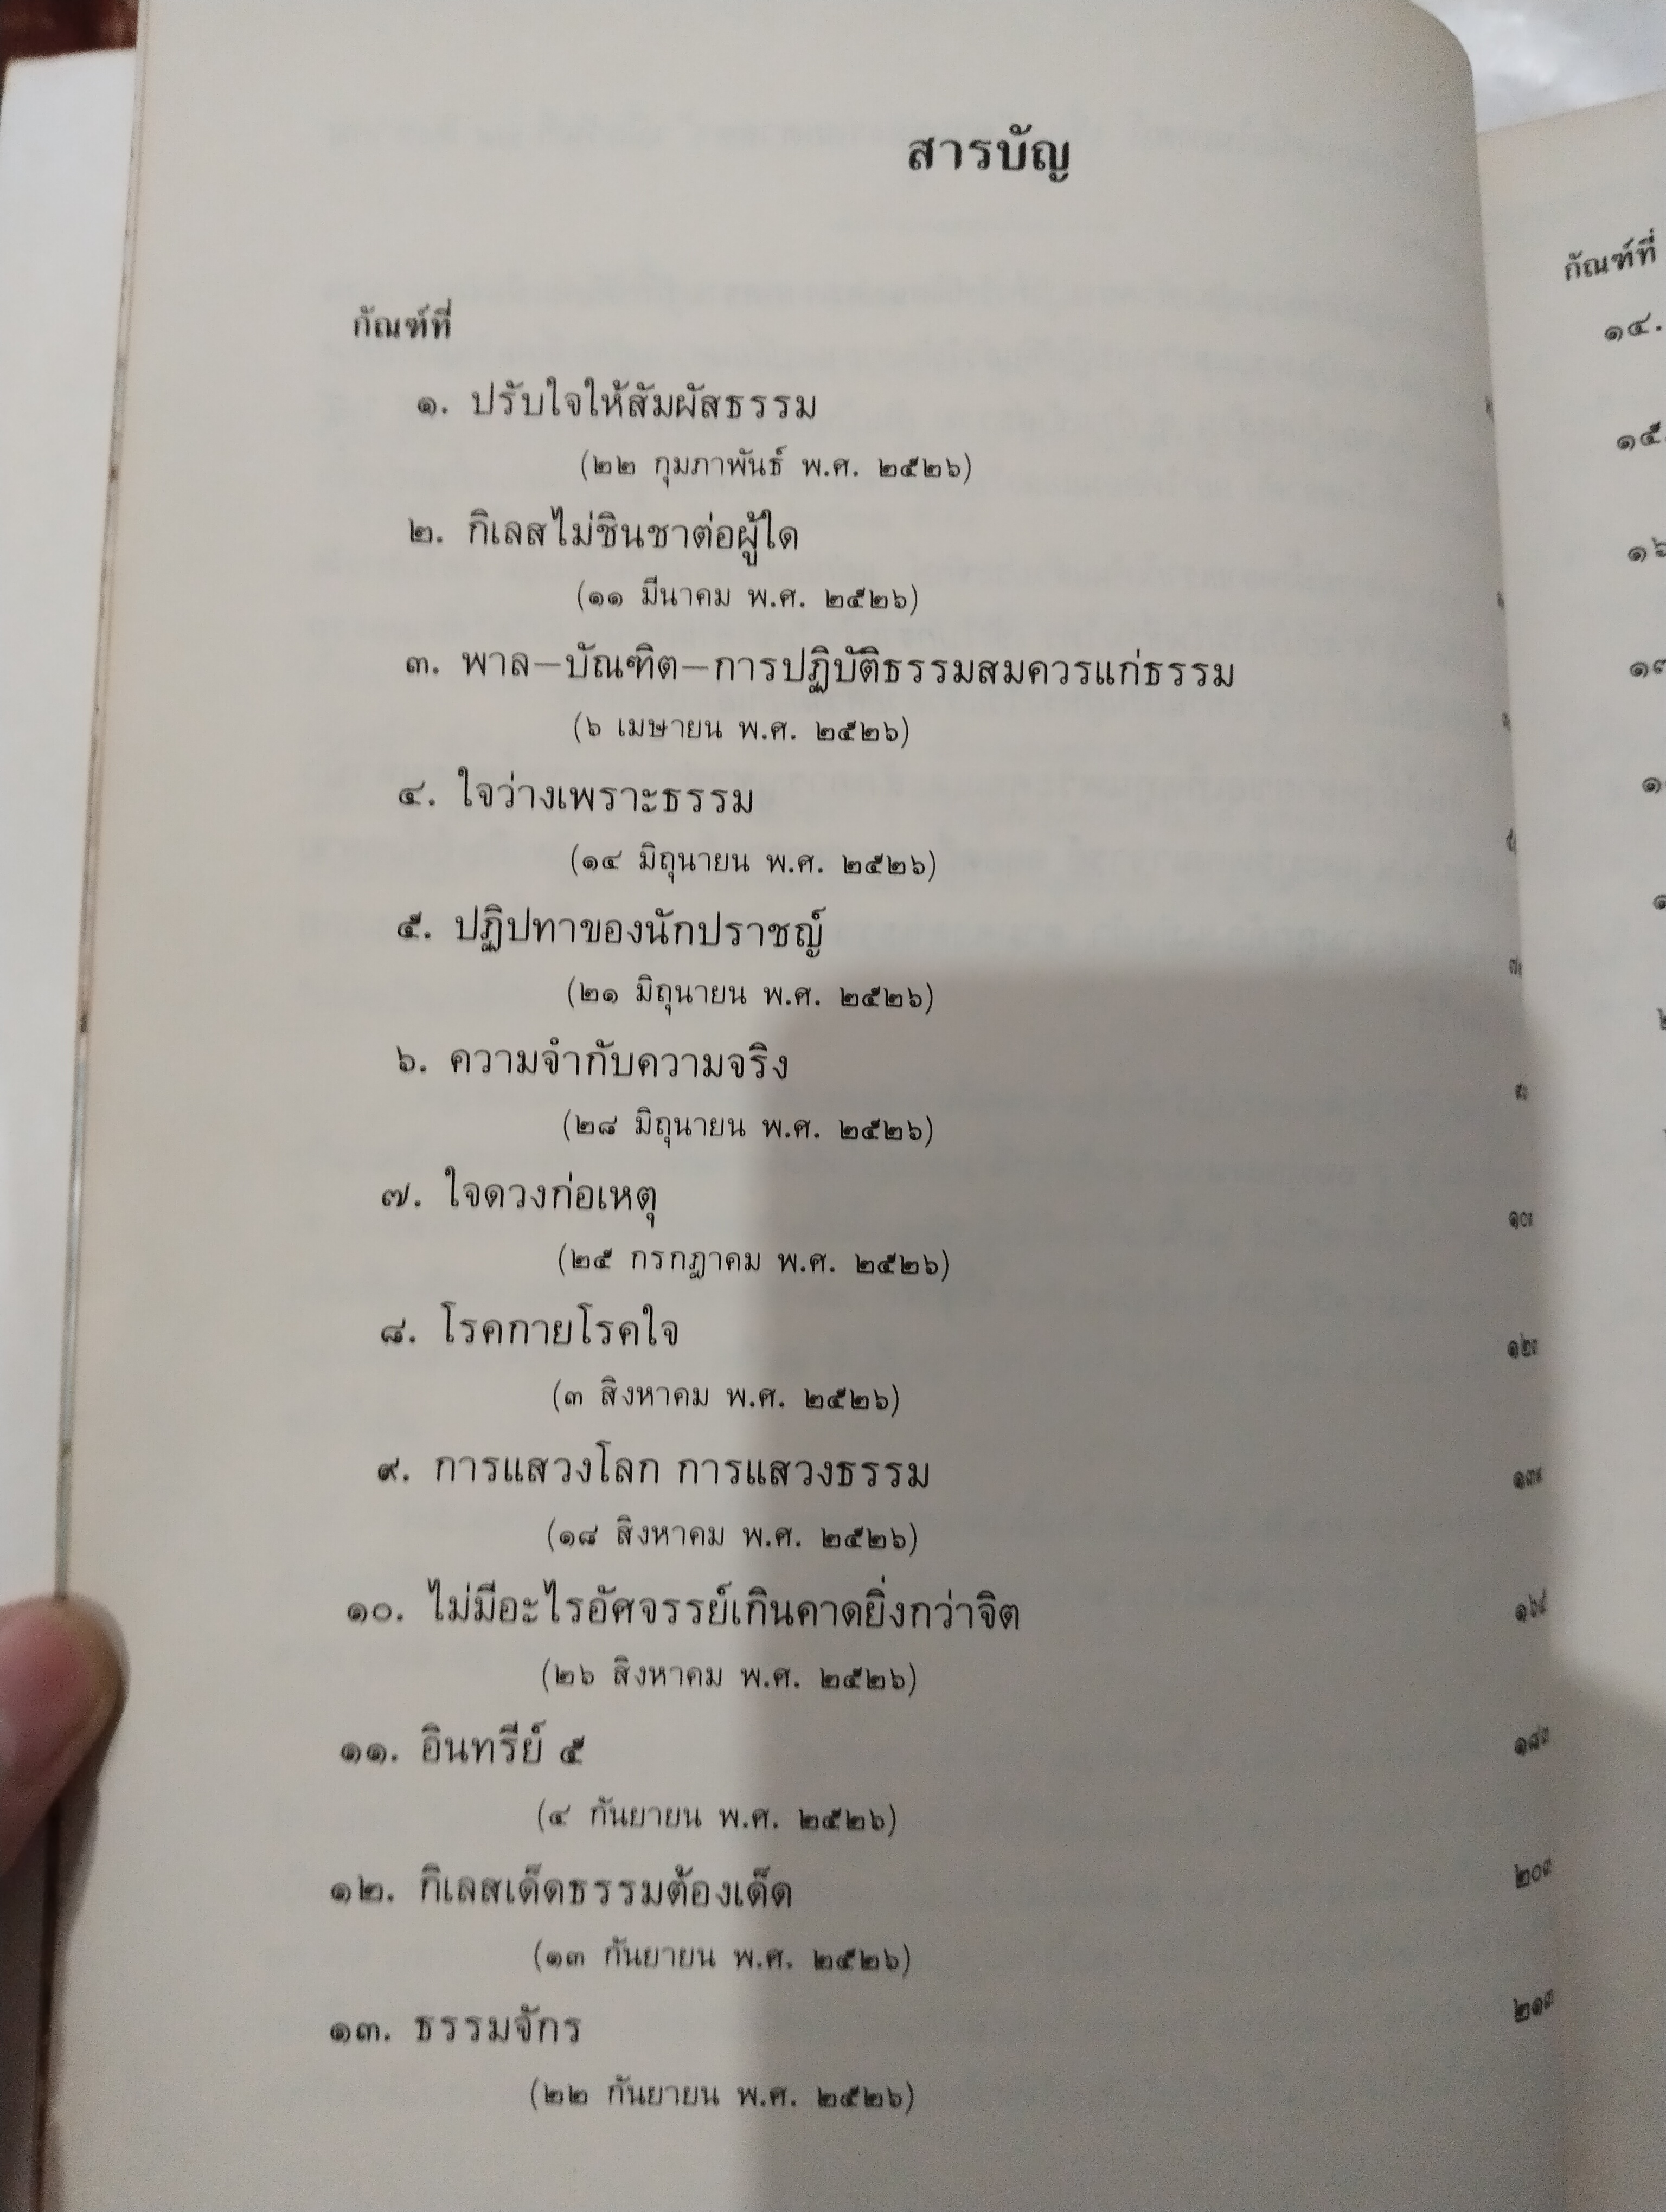 สารบัญ
กัณฑ์ที่
๑. ปรับใจให้สัมผัสธรรม
(๒๒ กุมภาพันธ์ พ.ศ. ๒๕๒๖)
๒. กิเลสไม่ชินชาต่อผู้ใด
(๑๑ มีนาคม พ.ศ. ๒๕๒๖)
๓. พาล–บัณฑิต–การปฏิบัติธรรมสมควรแก่ธรรม
(๖ เมษายน พ.ศ. ๒๕๒๖)
๔. ใจว่างเพราะธรรม
(๑๔ มิถุนายน พ.ศ. ๒๕๒๖)
๕. ปฏิปทาของนักปราชญ์
(๒๑ มิถุนายน พ.ศ. ๒๕๒๖)
๖. ความจำกับความจริง
(๒๘ มิถุนายน พ.ศ. ๒๕๒๖)
๗. ใจดวงก่อเหตุ
(๒๕ กรกฎาคม พ.ศ. ๒๕๒๖)
๘. โรคกายโรคใจ
(๓ สิงหาคม พ.ศ. ๒๕๒๖)
๙. การแสวงโลก การแสวงธรรม
(๑๘ สิงหาคม พ.ศ. ๒๕๒๖)
๑๐. ไม่มีอะไรอัศจรรย์เกินคาดยิ่งกว่าจิต
(๒๖ สิงหาคม พ.ศ. ๒๕๒๖)
๑๑. อินทรีย์ ๕
(๔ กันยายน พ.ศ. ๒๕๒๖)
๑๒. กิเลสเด็ดธรรมต้องเด็ด ๒๐๓
(๑๓ กันยายน พ.ศ. ๒๕๒๖)
๑๓. ธรรมจักร ๒๑๓
(๒๒ กันยายน พ.ศ. ๒๕๒๖)
กัณฑ์ที่
๑๔.
๑๕.